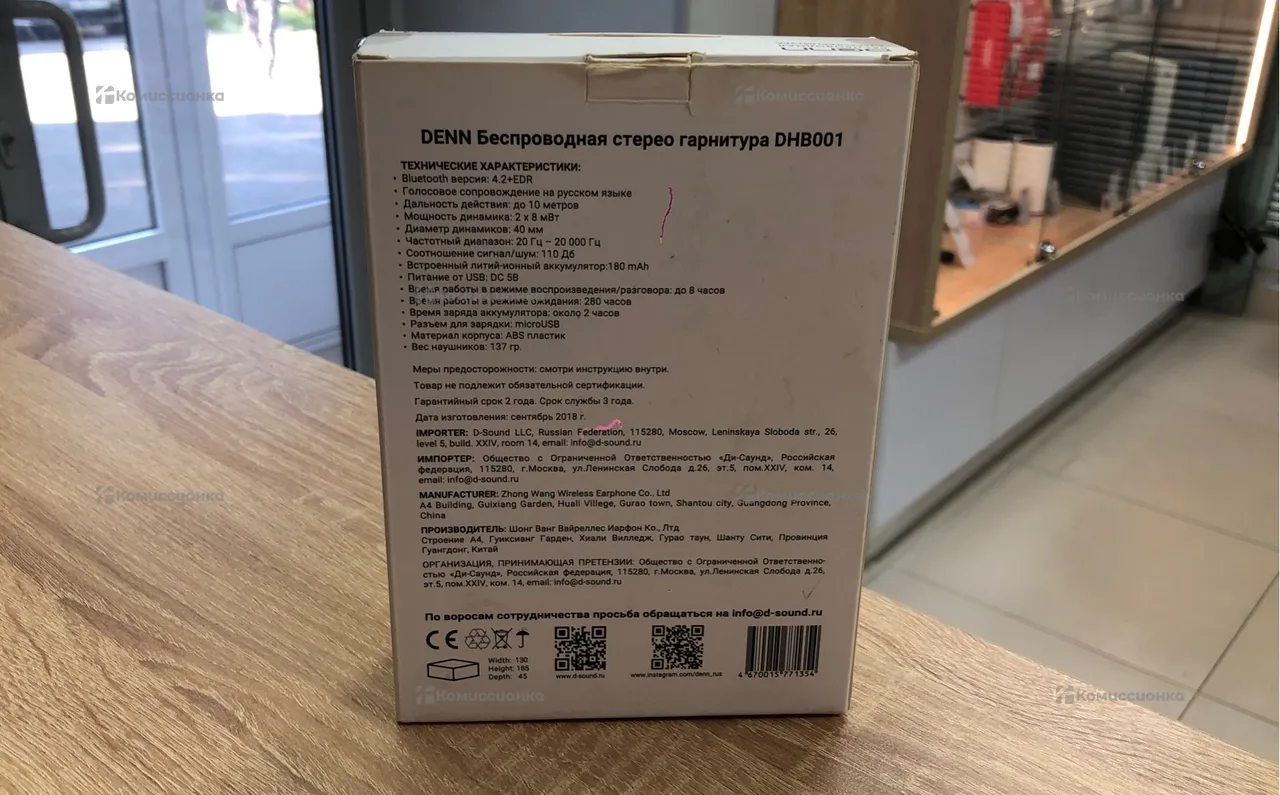 DENN Беспроводная стерео гарнитура DHB001
ТЕХНИЧЕСКИЕ ХАРАКТЕРИСТИКИ:
• Bluetooth версия: 4.2+EDR
• Голосовое сопровождение на русском языке
• Дальность действия: до 10 метров
• Мощность динамика: 2 x 8 мВт
• Диаметр динамиков: 40 мм
• Частотный диапазон: 20 Гц – 20 000 Гц
• Соотношение сигнал/шум: 110 Дб
• Встроенный литий-ионный аккумулятор:180 mAh
• Питание от USB: DC 5В
• Время работы в режиме воспроизведения/разговора: до 8 часов
• Время работы в режиме ожидания: 280 часов
• Время заряда аккумулятора: около 2 часов
• Разъем для зарядки: microUSB
• Материал корпуса: ABS пластик
• Вес наушников: 137 гр.
Меры предосторожности: смотри инструкцию внутри.
Товар не подлежит обязательной сертификации.
Гарантийный срок 2 года. Срок службы 3 года.
Дата изготовления: сентябрь 2018 г.
IMPORTER: D-Sound LLC, Russian Federation, 115280, Moscow, Leninskaya Sloboda str., 26,
level 5, build. XXIV, room 14, email: info@d-sound.ru
ИМПОРТЕР: Общество с Ограниченной Ответственностью «Ди-Саунд», Российская
федерация, 115280, г.Москва, ул.Ленинская Слобода д.26, эт.5, пом.XXIV, ком. 14,
email: info@d-sound.ru
MANUFACTURER: Zhong Wang Wireless Earphone Co., Ltd
A4 Building, Guixiang Garden, Huali Villege, Gurao town, Shantou city, Guangdong Province,
China
ПРОИЗВОДИТЕЛЬ: Шонг Ванг Вайреллес Иарфон Ко., Лтд
Строение А4, Гуиксианг Гарден, Хиали Вилледж, Гурао таун, Шанту Сити, Провинция
Гуангдонг, Китай
ОРГАНИЗАЦИЯ, ПРИНИМАЮЩАЯ ПРЕТЕНЗИИ: Общество с Ограниченной Ответственно-
стью «Ди-Саунд», Российская федерация, 115280, г.Москва, ул.Ленинская Слобода д.26,
эт.5, пом.XXIV, ком. 14, email: info@d-sound.ru
По воросам сотрудничества просьба обращаться на info@d-sound.ru
CE
Width: 130
Height: 185
Depth: 45
www.d-sound.ru
www.instagram.com/denn_rus
4 670015 771354
Комиссионка
Комиссионка
Комиссионка
Комиссионка
Комиссионка
Комиссионка
Комиссионка